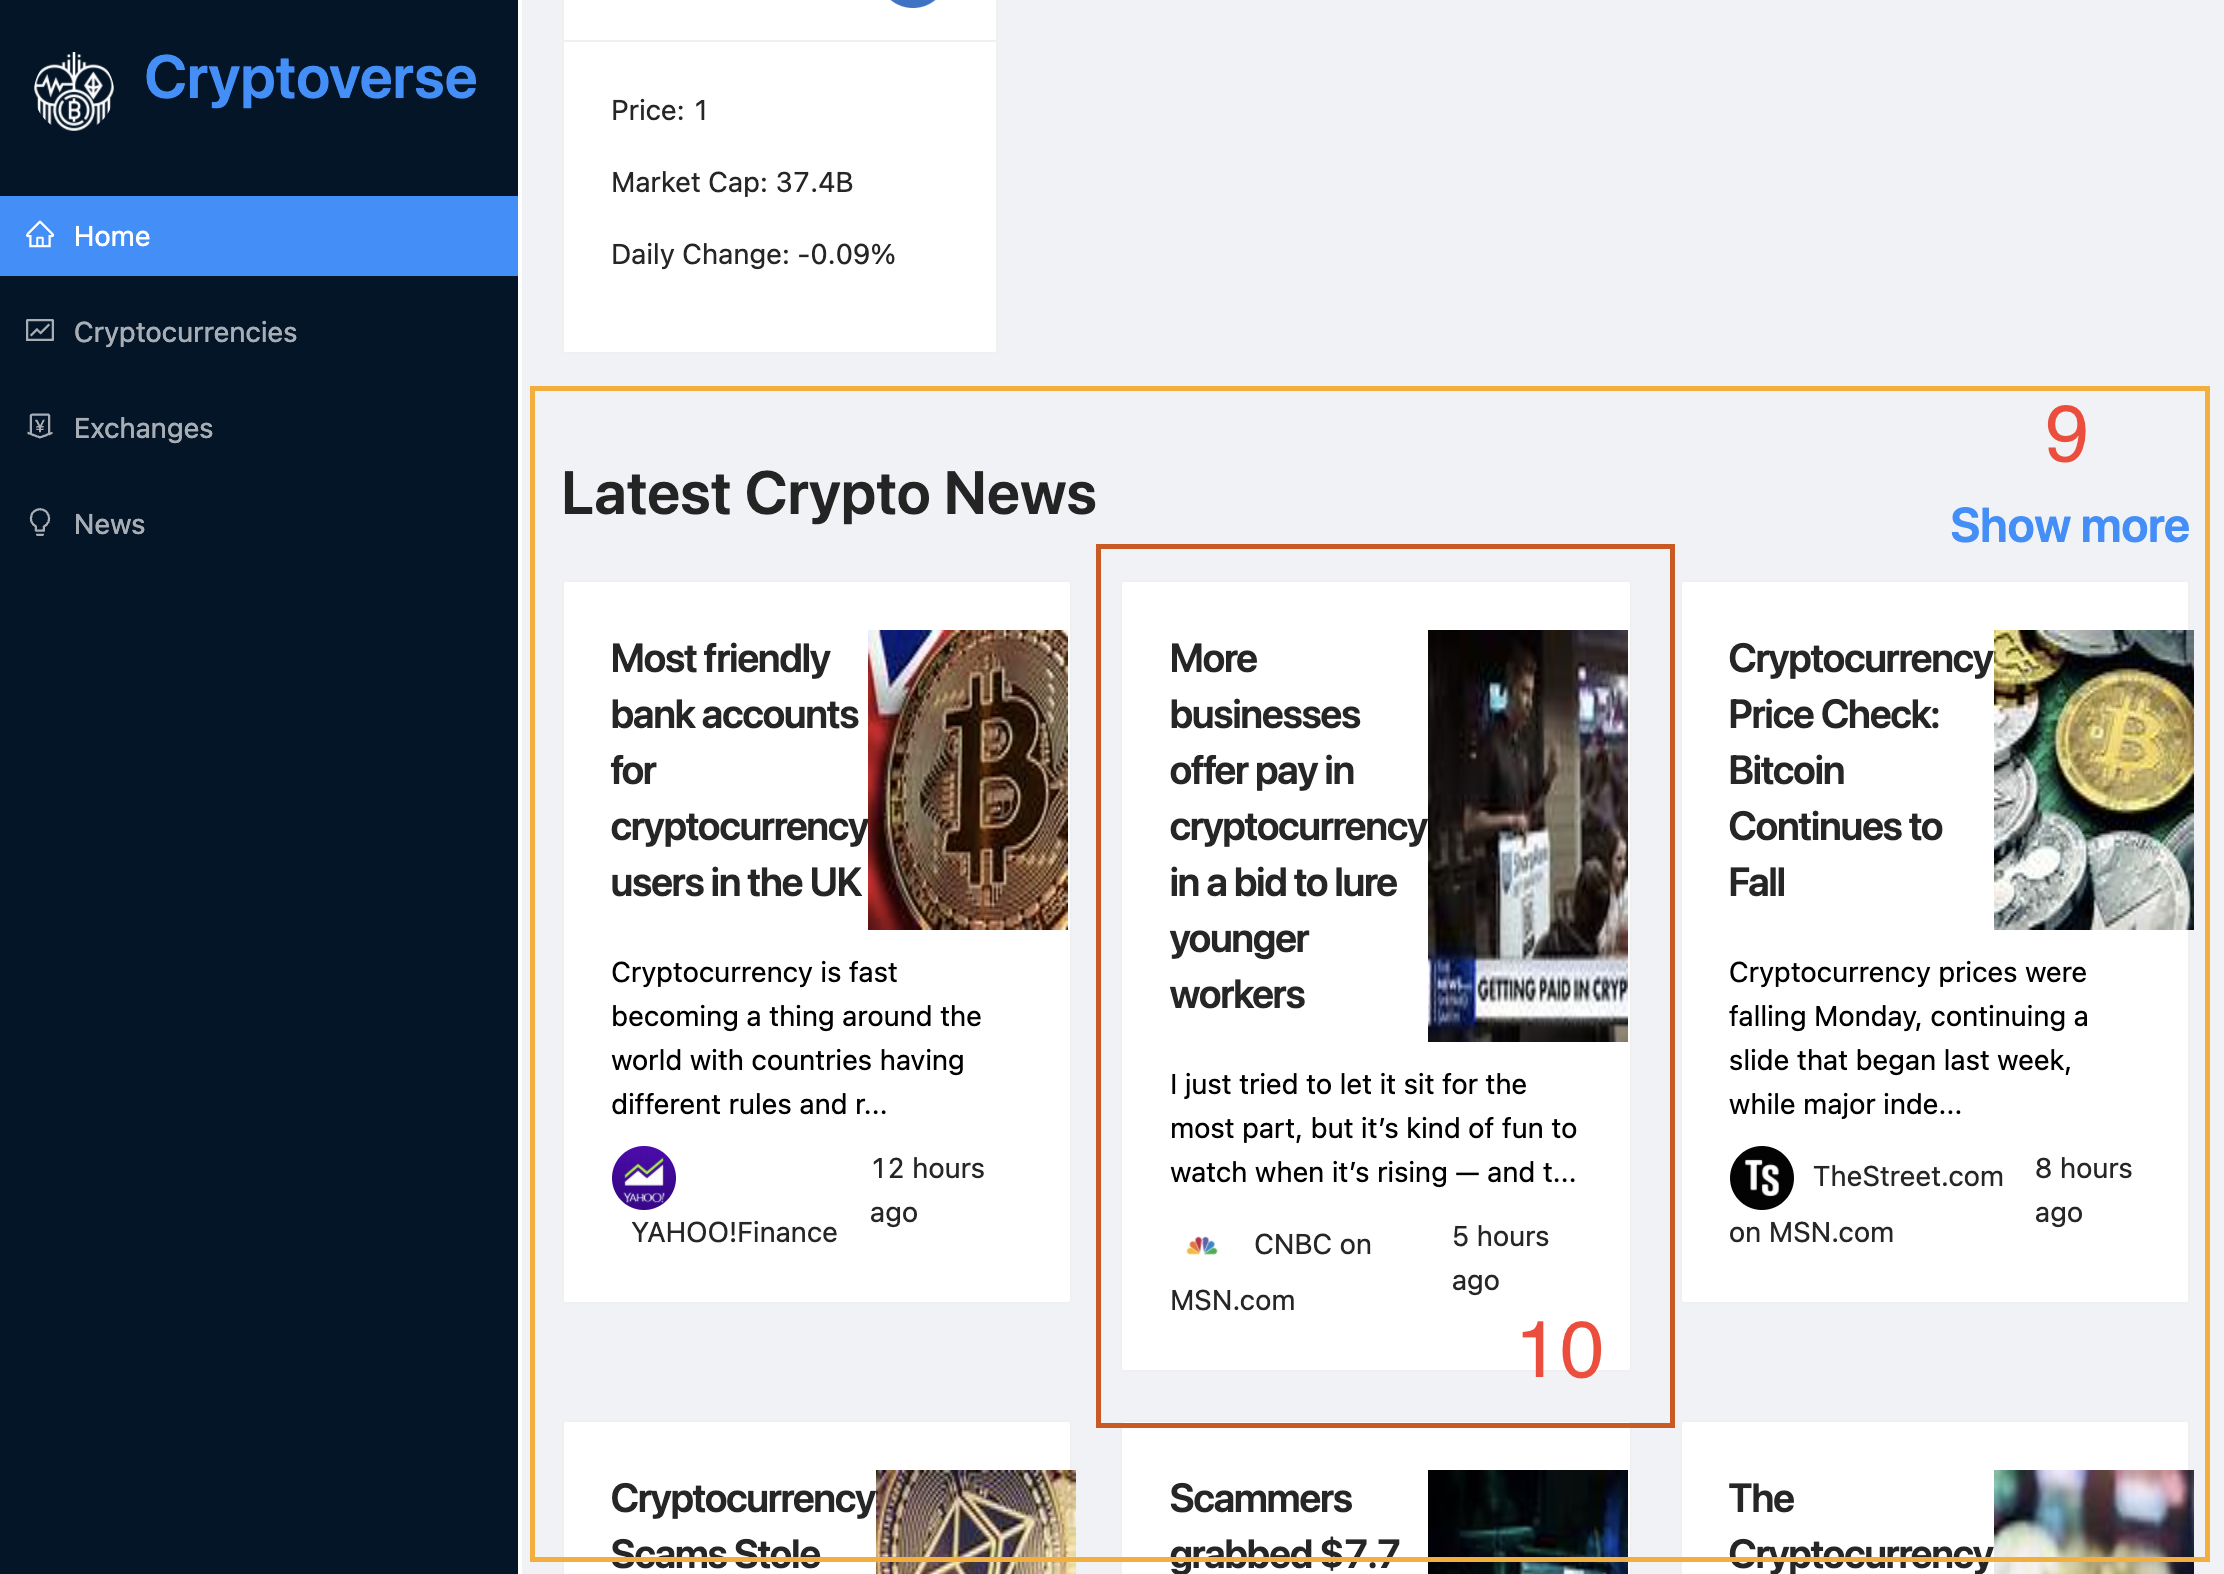 Cryptoverse
Home
Cryptocurrencies
Exchanges
News
Price: 1
Market Cap: 37.4B
Daily Change: -0.09%
9
Latest Crypto News
Show more
Most friendly
bank accounts
for
cryptocurrency
users in the UK
Cryptocurrency is fast
becoming a thing around the
world with countries having
different rules and r...
YAHOO!
YAHOO!Finance
12 hours
ago
More
businesses
offer pay in
cryptocurrency
in a bid to lure
younger
workers
GETTING PAID IN CRYP
I just tried to let it sit for the
most part, but it’s kind of fun to
watch when it’s rising — and t...
CNBC on
MSN.com
5 hours
ago
10
Cryptocurrency
Price Check:
Bitcoin
Continues to
Fall
Cryptocurrency prices were
falling Monday, continuing a
slide that began last week,
while major inde...
TS
TheStreet.com
on MSN.com
8 hours
ago
Cryptocurrency
Scams Stole
Scammers
grabbed $7.7
The
Cryptocurrency